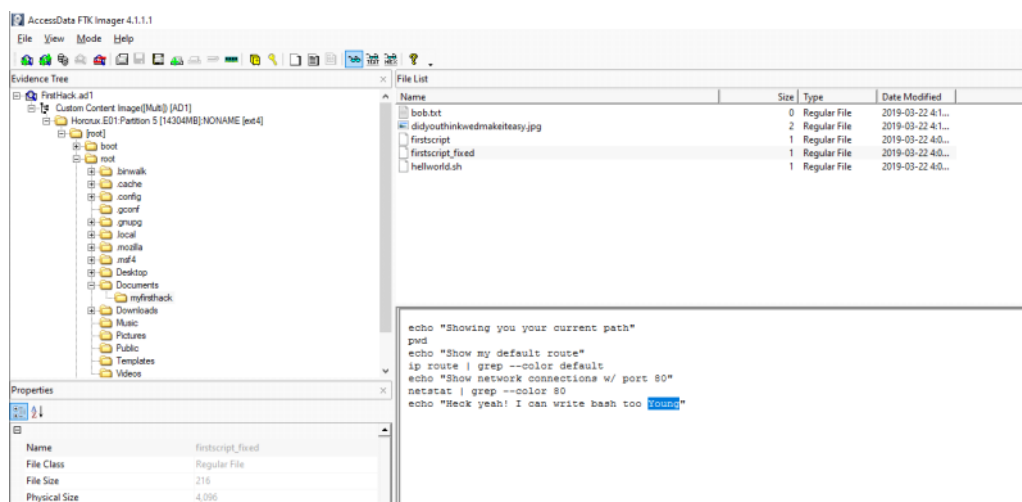 AccessData FTK Imager 4.1.1.1
File View Mode Help
Evidence Tree
FirstHack.ad1
Custom Content Image([Multi]) [AD1]
Horcrux.E01:Partition 5 [14304MB]:NONAME [ext4]
[root]
boot
root
.binwalk
.cache
.config
.gconf
.gnupg
.local
.mozilla
.msf4
Desktop
Documents
myfirsthack
Downloads
Music
Pictures
Public
Templates
Videos
File List
Name Size Type Date Modified
bob.txt 0 Regular File 2019-03-22 4:1...
didyouthinkwedmakeiteasy.jpg 2 Regular File 2019-03-22 4:1...
firstscript 1 Regular File 2019-03-22 4:0...
firstscript_fixed 1 Regular File 2019-03-22 4:0...
hellworld.sh 1 Regular File 2019-03-22 4:0...
echo "Showing you your current path"
pwd
echo "Show my default route"
ip route | grep --color default
echo "Show network connections w/ port 80"
netstat | grep --color 80
echo "Heck yeah! I can write bash too Young"
Properties
Name firstscript_fixed
File Class Regular File
File Size 216
Physical Size 4,096